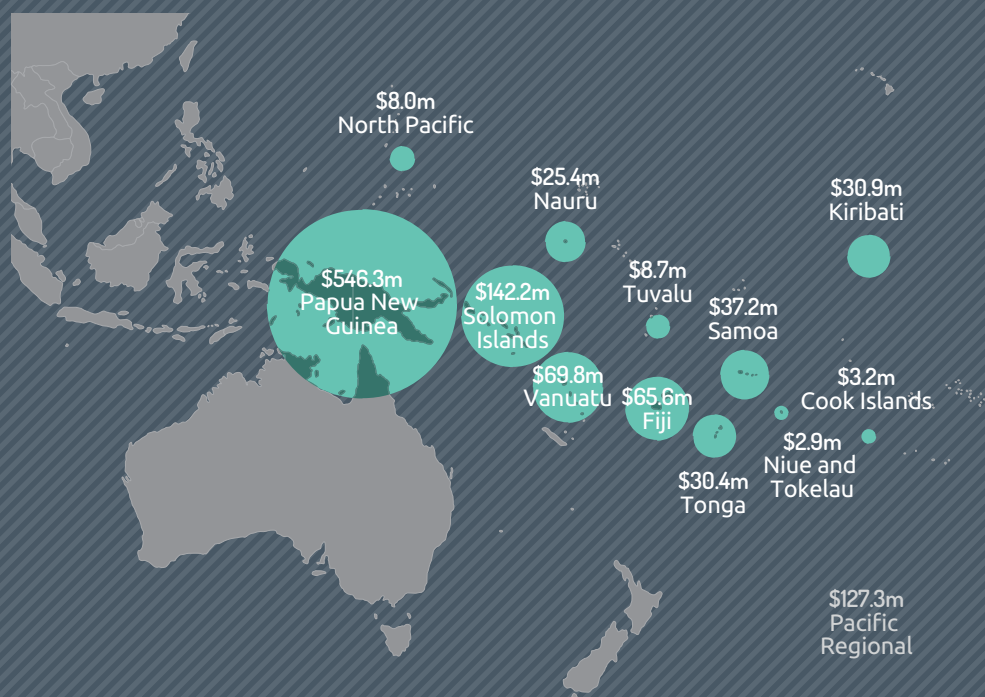 $8.0m
North Pacific
$25.4m
Nauru
$30.9m
Kiribati
$546.3m
Papua New
Guinea
$142.2m
Solomon
Islands
$8.7m
Tuvalu
$37.2m
Samoa
$69.8m
Vanuatu
$65.6m
Fiji
$3.2m
Cook Islands
$2.9m
Niue and
Tokelau
$30.4m
Tonga
$127.3m
Pacific
Regional